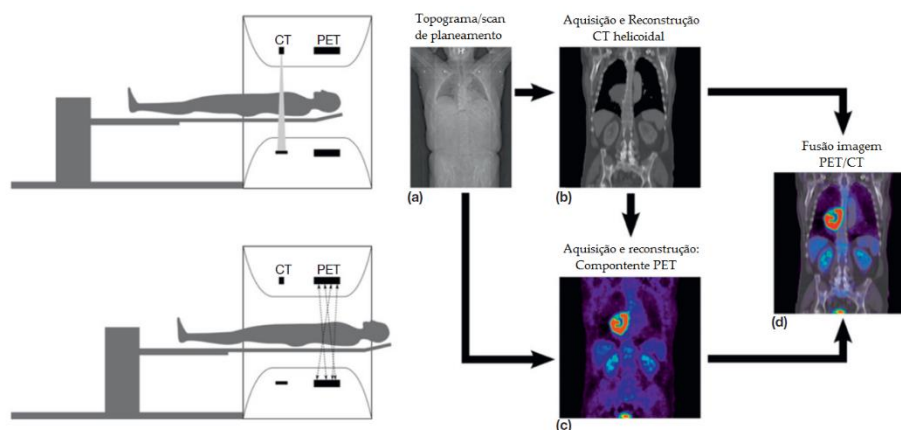 CT PET
Topograma/scan
de planeamento
Aquisição e Reconstrução
CT helicoidal
(a)
(b)
Fusão imagem
PET/CT
CT PET
Aquisição e reconstrução:
Compontente PET
(c)
(d)